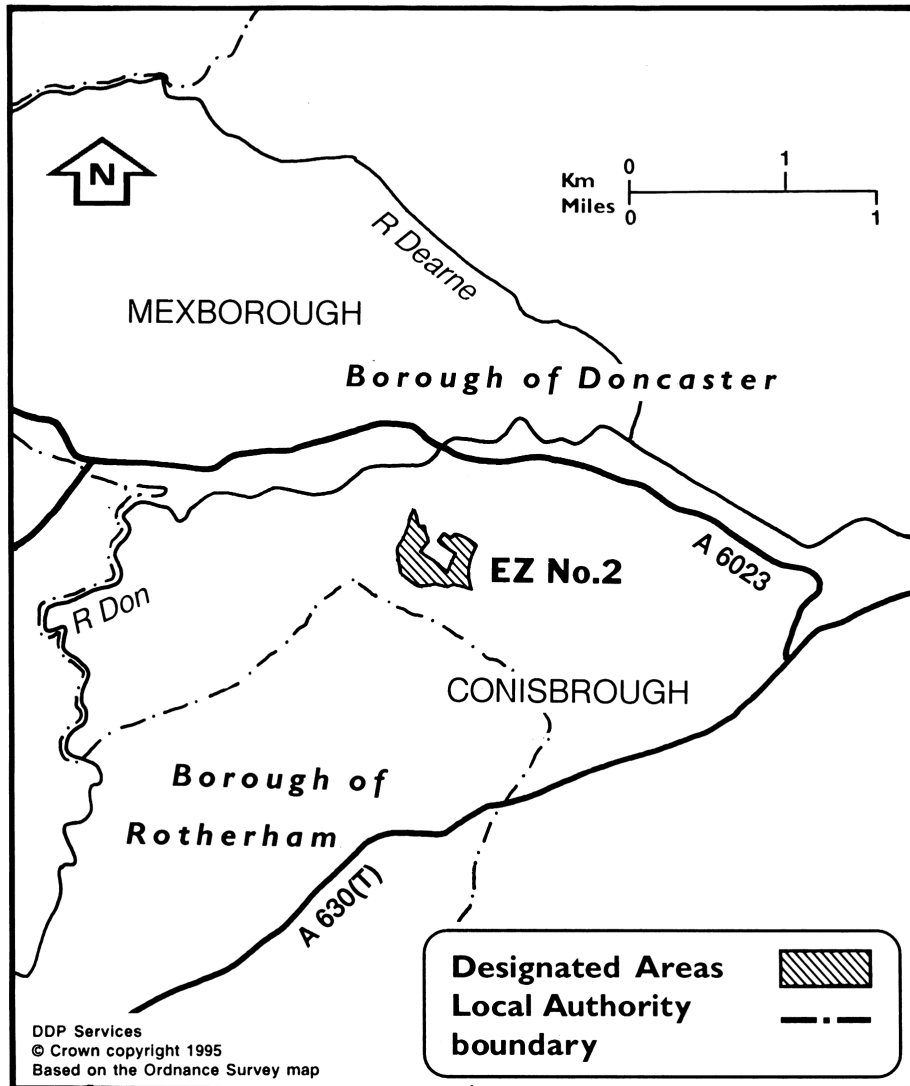 N
0 1
Km
Miles
0 1
R Dearne
MEXBOROUGH
Borough of Doncaster
A 6023
EZ No.2
R Don
CONISBROUGH
Borough of
Rotherham
A 630(T)
Designated Areas
Local Authority
boundary
DDP Services
© Crown copyright 1995
Based on the Ordnance Survey map